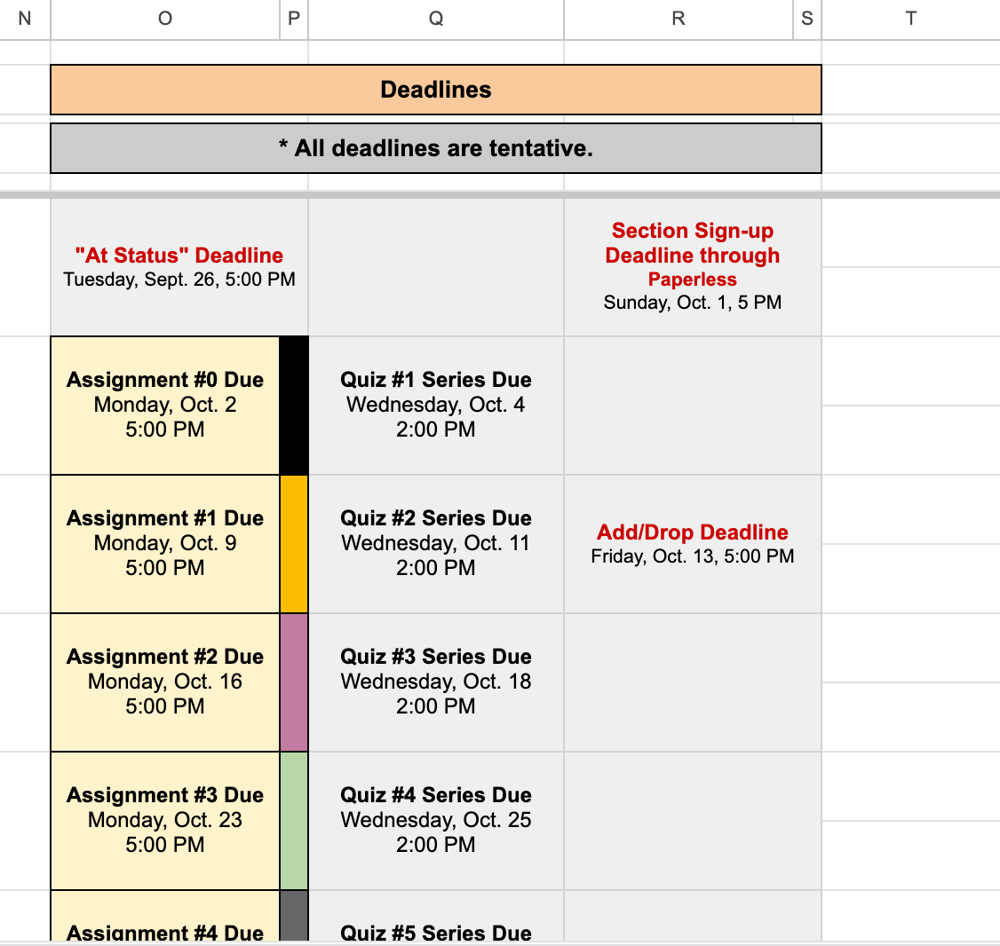 N O P Q R S T
Deadlines
* All deadlines are tentative.
"At Status" Deadline
Tuesday, Sept. 26, 5:00 PM
Section Sign-up
Deadline through
Paperless
Sunday, Oct. 1, 5 PM
Assignment #0 Due
Monday, Oct. 2
5:00 PM
Quiz #1 Series Due
Wednesday, Oct. 4
2:00 PM
Assignment #1 Due
Monday, Oct. 9
5:00 PM
Quiz #2 Series Due
Wednesday, Oct. 11
2:00 PM
Add/Drop Deadline
Friday, Oct. 13, 5:00 PM
Assignment #2 Due
Monday, Oct. 16
5:00 PM
Quiz #3 Series Due
Wednesday, Oct. 18
2:00 PM
Assignment #3 Due
Monday, Oct. 23
5:00 PM
Quiz #4 Series Due
Wednesday, Oct. 25
2:00 PM
Assignment #4 Due
Quiz #5 Series Due